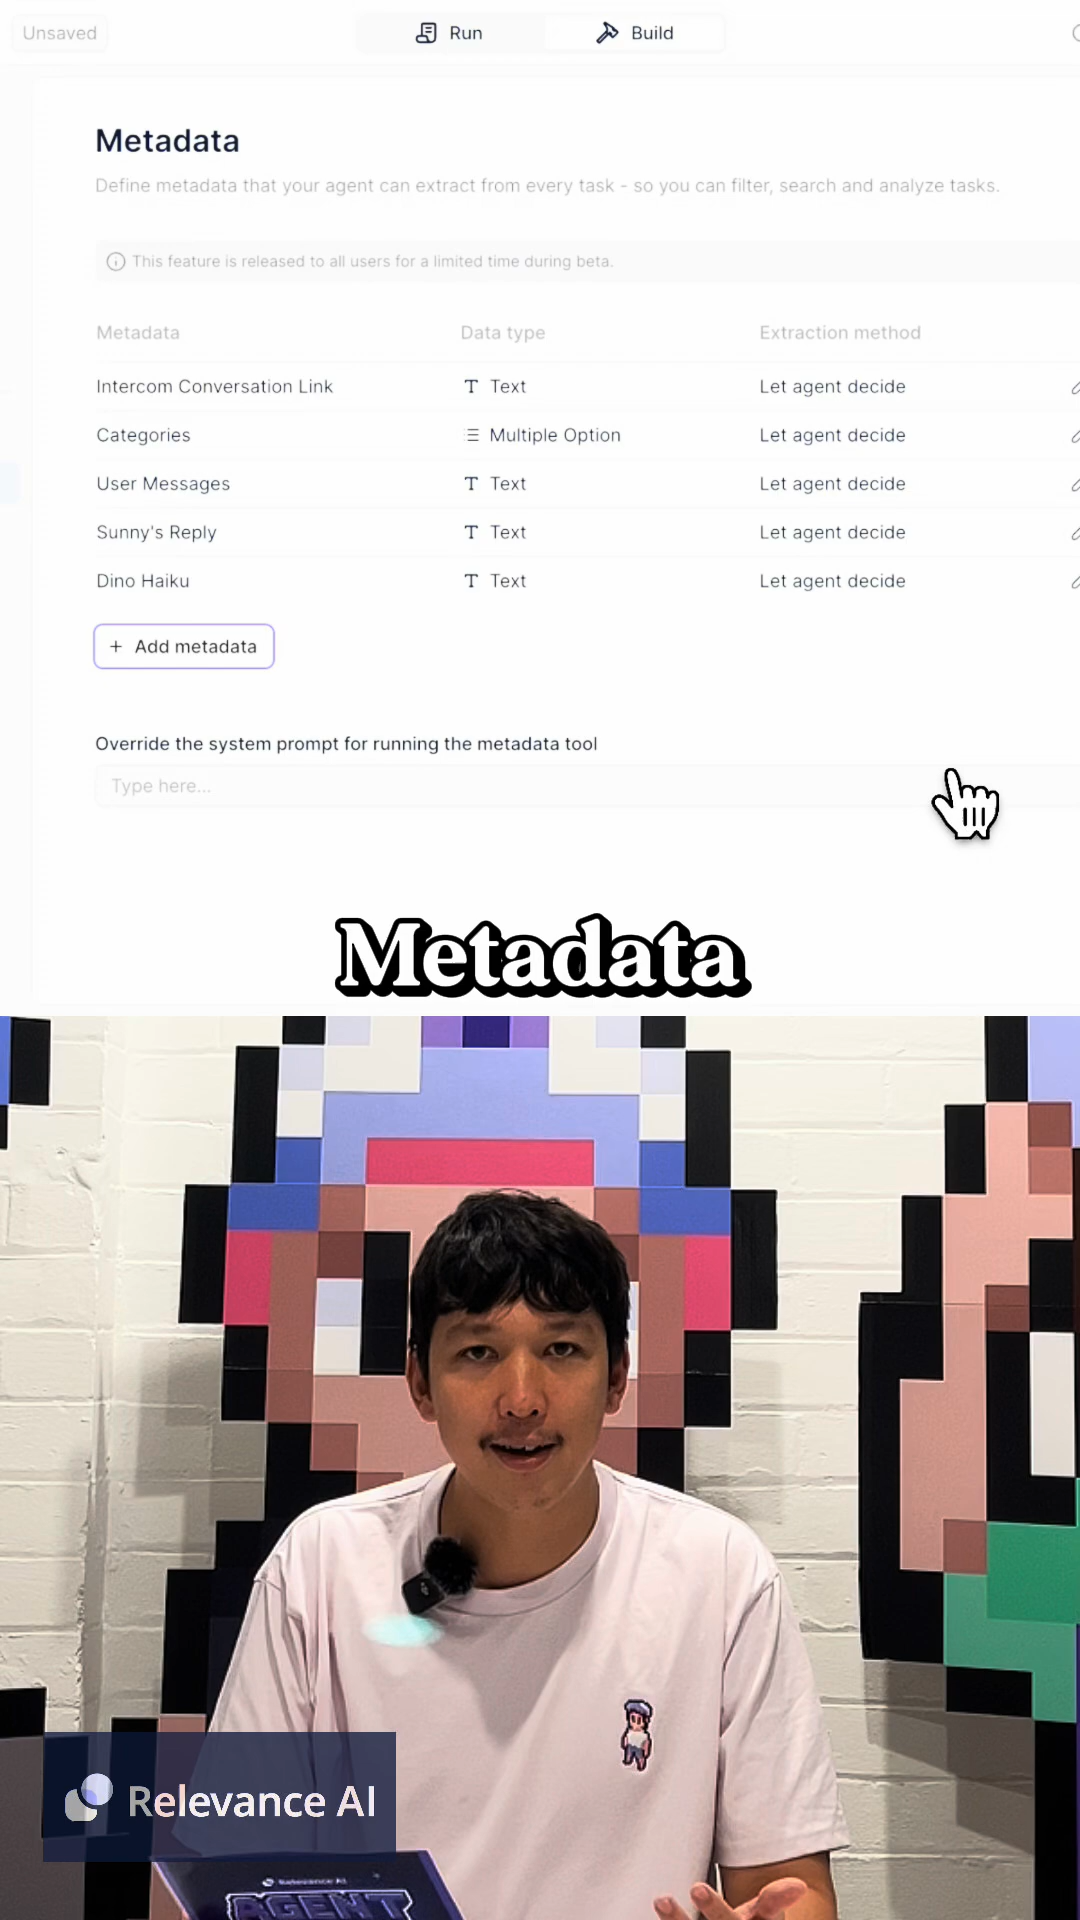 Unsaved
Run
Build
Metadata
Define metadata that your agent can extract from every task - so you can filter, search and analyze tasks.
This feature is released to all users for a limited time during beta.
Metadata Data type Extraction method
Intercom Conversation Link Text Let agent decide
Categories Multiple Option Let agent decide
User Messages Text Let agent decide
Sunny's Reply Text Let agent decide
Dino Haiku Text Let agent decide
+ Add metadata
Override the system prompt for running the metadata tool
Type here...
Metadata
Relevance AI
Relevance AI
AGENT